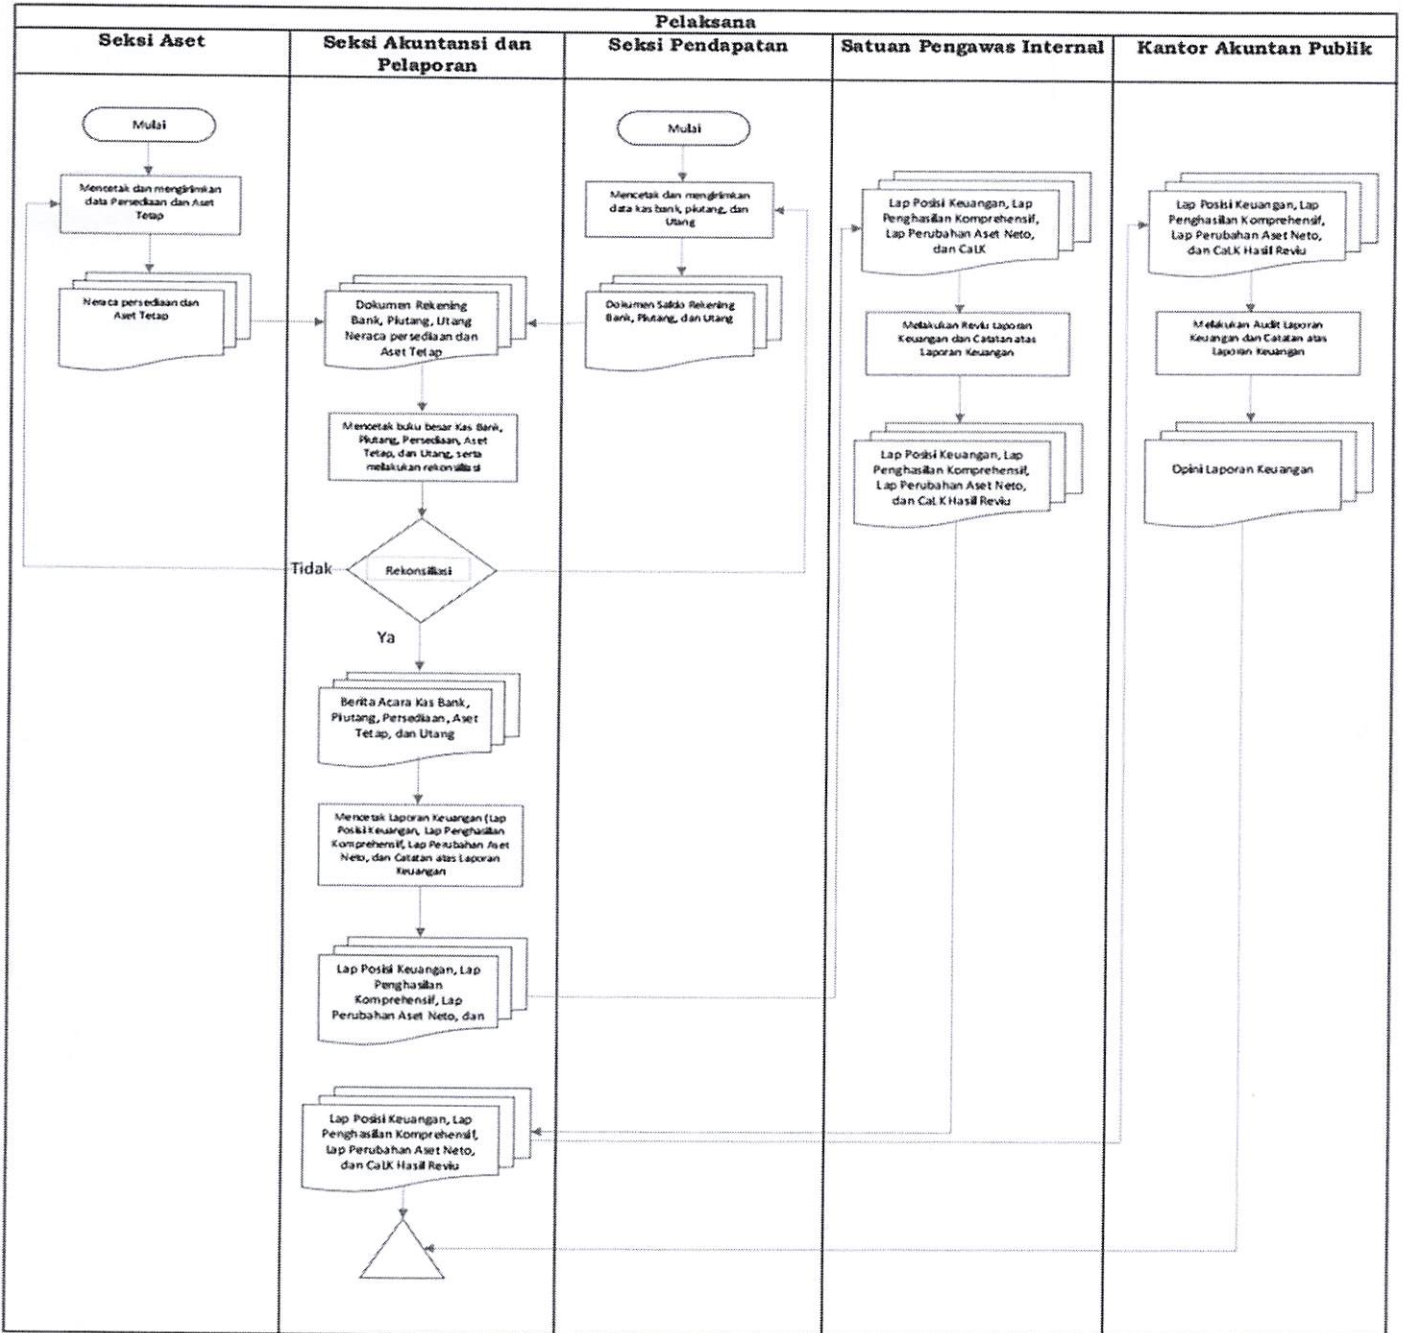 Pelaksana
Seksi Aset
Seksi Akuntansi dan
Pelaporan
Seksi Pendapatan
Satuan Pengawas Internal
Kantor Akuntan Publik
Mulai
Mencetak dan mengirimkan
data Persediaan dan Aset
Tetap
Neraca persediaan dan
Aset Tetap
Dokumen Rekening
Bank, Piutang, Utang
Neraca persediaan dan
Aset Tetap
Mencetak buku besar Kas Bank,
Piutang, Persediaan, Aset
Tetap, dan Utang, serta
melakukan rekonsiliasi
Rekonsiliasi
Tidak
Ya
Berita Acara Kas Bank,
Piutang, Persediaan, Aset
Tetap, dan Utang
Mencetak Laporan Keuangan (Lap
Posisi Keuangan, Lap Penghasilan
Komprehensif, Lap Perubahan Aset
Neto, dan Catatan atas Laporan
Keuangan
Lap Posisi Keuangan, Lap
Penghasilan
Komprehensif, Lap
Perubahan Aset Neto, dan
Lap Posisi Keuangan, Lap
Penghasilan Komprehensif,
Lap Perubahan Aset Neto,
dan CaLK Hasil Reviu
Mulai
Mencetak dan mengirimkan
data kas bank, piutang, dan
Utang
Dokumen Saldo Rekening
Bank, Piutang, dan Utang
Lap Posisi Keuangan, Lap
Penghasilan Komprehensif,
Lap Perubahan Aset Neto,
dan CaLK
Melakukan Reviu Laporan
Keuangan dan Catatan atas
Laporan Keuangan
Lap Posisi Keuangan, Lap
Penghasilan Komprehensif,
Lap Perubahan Aset Neto,
dan CaLK Hasil Reviu
Lap Posisi Keuangan, Lap
Penghasilan Komprehensif,
Lap Perubahan Aset Neto,
dan CaLK Hasil Reviu
Melakukan Audit Laporan
Keuangan dan Catatan atas
Laporan Keuangan
Opini Laporan Keuangan